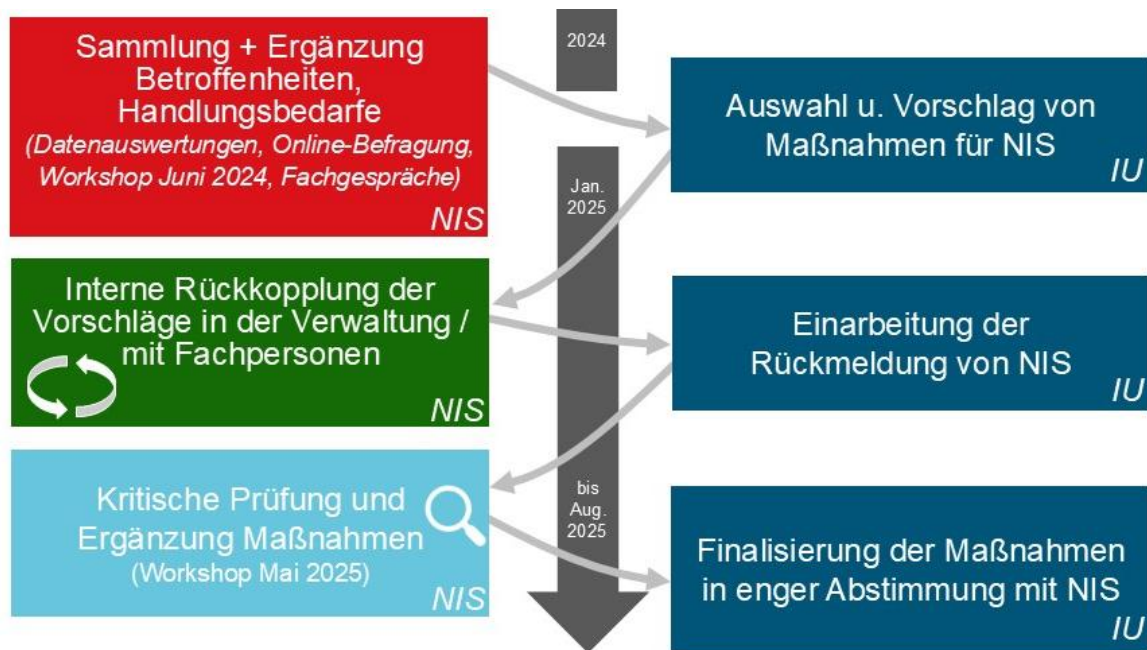 Sammlung + Ergänzung
Betroffenheiten,
Handlungsbedarfe
(Datenauswertungen, Online-Befragung,
Workshop Juni 2024, Fachgespräche)
NIS
2024
Auswahl u. Vorschlag von
Maßnahmen für NIS
IU
Jan.
2025
Interne Rückkopplung der
Vorschläge in der Verwaltung /
mit Fachpersonen
NIS
Einarbeitung der
Rückmeldung von NIS
IU
Kritische Prüfung und
Ergänzung Maßnahmen
(Workshop Mai 2025)
NIS
bis
Aug.
2025
Finalisierung der Maßnahmen
in enger Abstimmung mit NIS
IU